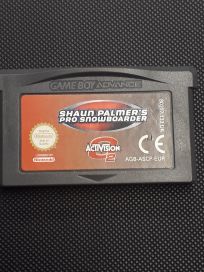 GAME BOY ADVANCE
SHAUN PALMER'S
PRO SNOWBOARDER
ACTIVISION
O2
CE
Nintendo
AGB-ASCP-EUR